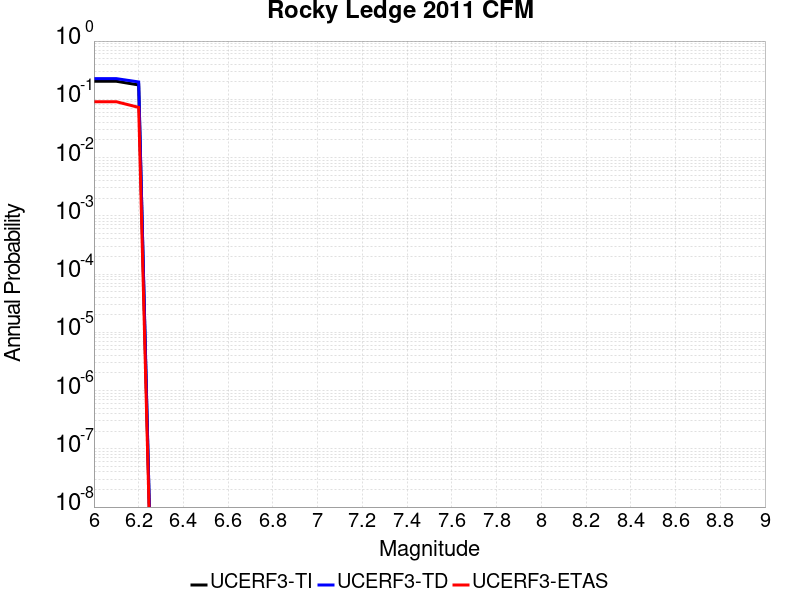 Rocky Ledge 2011 CFM
Annual Probability
10^0
10^-1
10^-2
10^-3
10^-4
10^-5
10^-6
10^-7
10^-8
6 6.2 6.4 6.6 6.8 7 7.2 7.4 7.6 7.8 8 8.2 8.4 8.6 8.8 9
Magnitude
UCERF3-TI UCERF3-TD UCERF3-ETAS